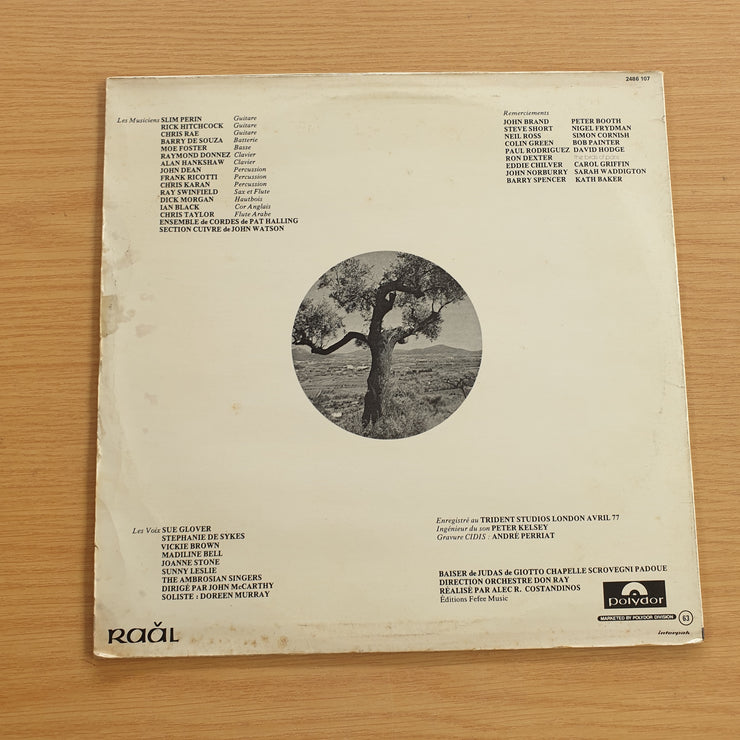 2486 107
Les Musiciens SLIM PERIN Guitare
RICK HITCHCOCK Guitare
CHRIS RAE Guitare
BARRY DE SOUZA Batterie
MOE FOSTER Basse
RAYMOND DONNEZ Clavier
ALAN HANKSHAW Clavier
JOHN DEAN Percussion
FRANK RICOTTI Percussion
CHRIS KARAN Percussion
RAY SWINFIELD Sax et Flute
DICK MORGAN Hautbois
IAN BLACK Cor Anglais
CHRIS TAYLOR Flute Arabe
ENSEMBLE de CORDES de PAT HALLING
SECTION CUIVRE de JOHN WATSON
Remerciements
JOHN BRAND PETER BOOTH
STEVE SHORT NIGEL FRYDMAN
NEIL ROSS SIMON CORNISH
COLIN GREEN BOB PAINTER
PAUL RODRIGUEZ DAVID HODGE
RON DEXTER the birds of paris
EDDIE CHILVER CAROL GRIFFIN
JOHN NORBURRY SARAH WADDINGTON
BARRY SPENCER KATH BAKER
Les Voix SUE GLOVER
STEPHANIE DE SYKES
VICKIE BROWN
MADILINE BELL
JOANNE STONE
SUNNY LESLIE
THE AMBROSIAN SINGERS
DIRIGÉ PAR JOHN McCARTHY
SOLISTE : DOREEN MURRAY
Enregistré au TRIDENT STUDIOS LONDON AVRIL 77
Ingénieur du son PETER KELSEY
Gravure CIDIS : ANDRÉ PERRIAT
BAISER de JUDAS de GIOTTO CHAPELLE SCROVEGNI PADOUE
DIRECTION ORCHESTRE DON RAY
RÉALISÉ PAR ALEC R. COSTANDINOS
Éditions Fefee Music
polydor
MARKETED BY POLYDOR DIVISION 63
RAĂL
interpak